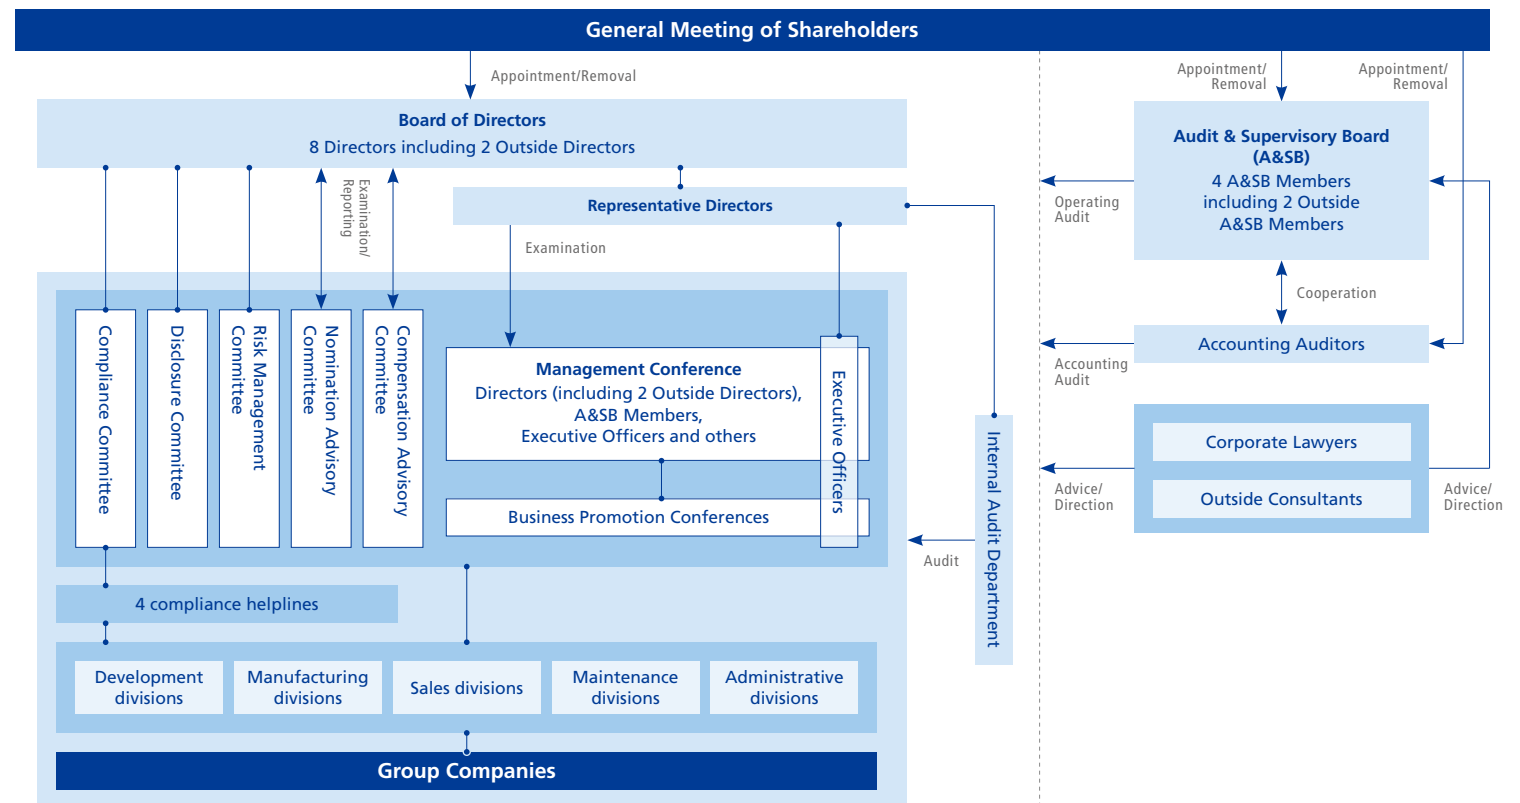 General Meeting of Shareholders
Appointment/Removal
Appointment/
Removal
Appointment/
Removal
Board of Directors
8 Directors including 2 Outside Directors
Audit & Supervisory Board
(A&SB)
4 A&SB Members
including 2 Outside
A&SB Members
Examination/
Reporting
Representative Directors
Operating
Audit
Examination
Cooperation
Compliance Committee
Disclosure Committee
Risk Management
Committee
Nomination Advisory
Committee
Compensation Advisory
Committee
Management Conference
Directors (including 2 Outside Directors),
A&SB Members,
Executive Officers and others
Executive Officers
Business Promotion Conferences
Accounting Auditors
Accounting
Audit
Internal Audit Department
Audit
Corporate Lawyers
Outside Consultants
Advice/
Direction
Advice/
Direction
4 compliance helplines
Development
divisions
Manufacturing
divisions
Sales divisions
Maintenance
divisions
Administrative
divisions
Group Companies